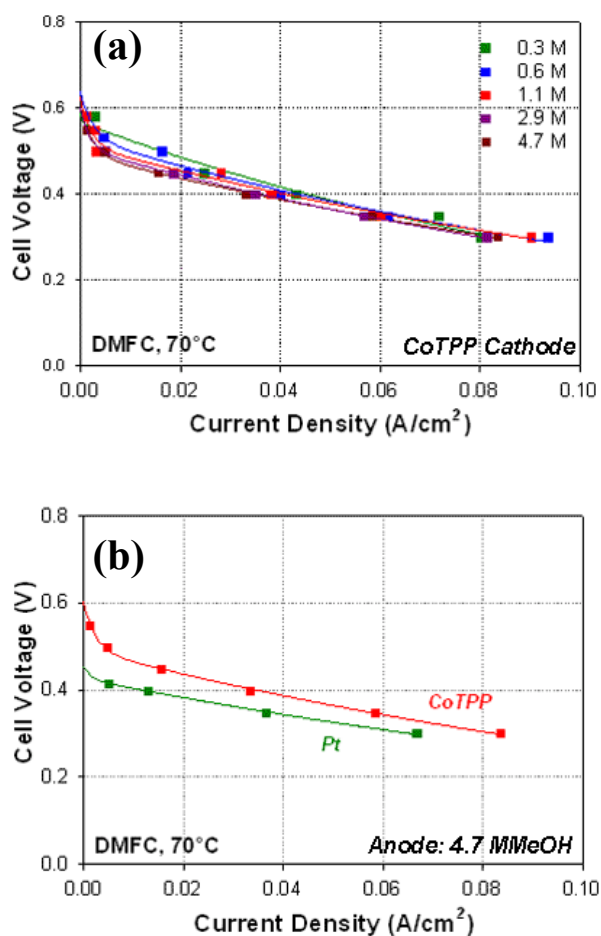 (a)
0.8
0.6
0.4
0.2
0.0
Cell Voltage (V)
0.3 M
0.6 M
1.1 M
2.9 M
4.7 M
DMFC, 70°C
CoTPP Cathode
0.00 0.02 0.04 0.06 0.08 0.10
Current Density (A/cm²)
(b)
0.8
0.6
0.4
0.2
0.0
Cell Voltage (V)
CoTPP
Pt
DMFC, 70°C
Anode: 4.7 MMeOH
0.00 0.02 0.04 0.06 0.08 0.10
Current Density (A/cm²)